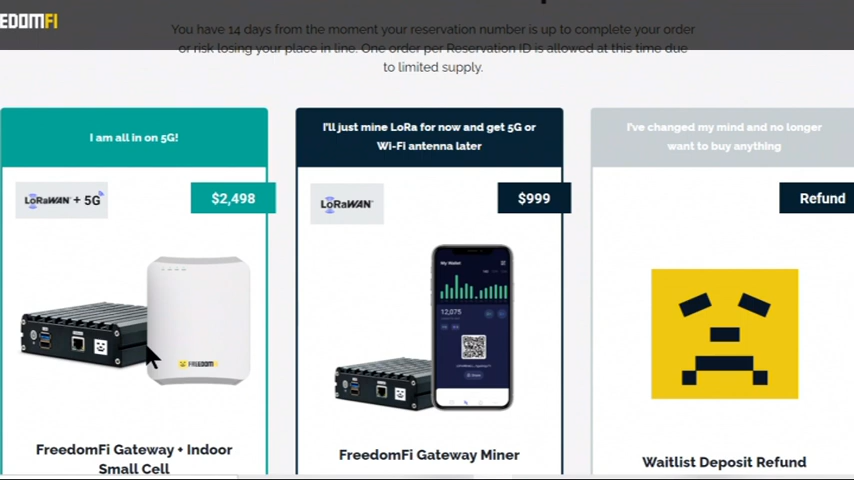 EDOMFI
You have 14 days from the moment your reservation number is up to complete your order
or risk losing your place in line. One order per Reservation ID is allowed at this time due
to limited supply.
I am all in on 5G!
LoRaWAN + 5G
$2,498
FREEDOMFI
FreedomFi Gateway + Indoor
Small Cell
I'll just mine LoRa for now and get 5G or
Wi-Fi antenna later
LoRaWAN
$999
My Wallet
12,075
FreedomFi Gateway Miner
I've changed my mind and no longer
want to buy anything
Refund
Waitlist Deposit Refund